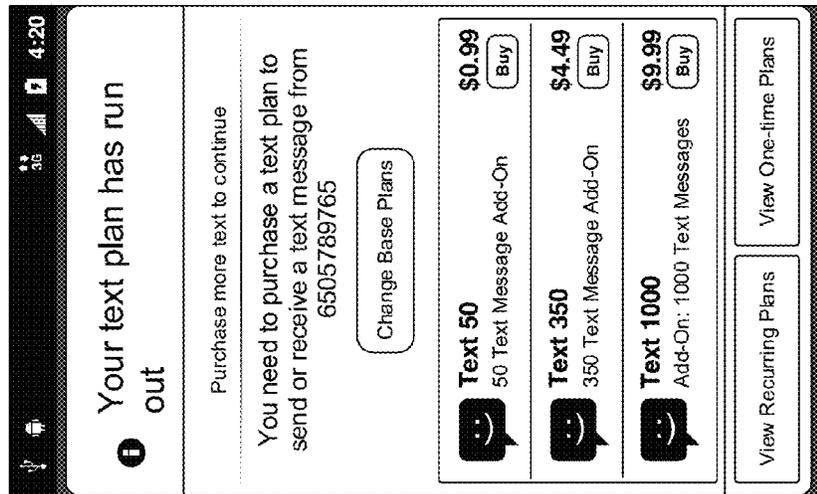 3G 4:20
Your text plan has run
out
Purchase more text to continue
You need to purchase a text plan to
send or receive a text message from
6505789765
Change Base Plans
Text 50 $0.99
50 Text Message Add-On Buy
Text 350 $4.49
350 Text Message Add-On Buy
Text 1000 $9.99
Add-On: 1000 Text Messages Buy
View Recurring Plans View One-time Plans